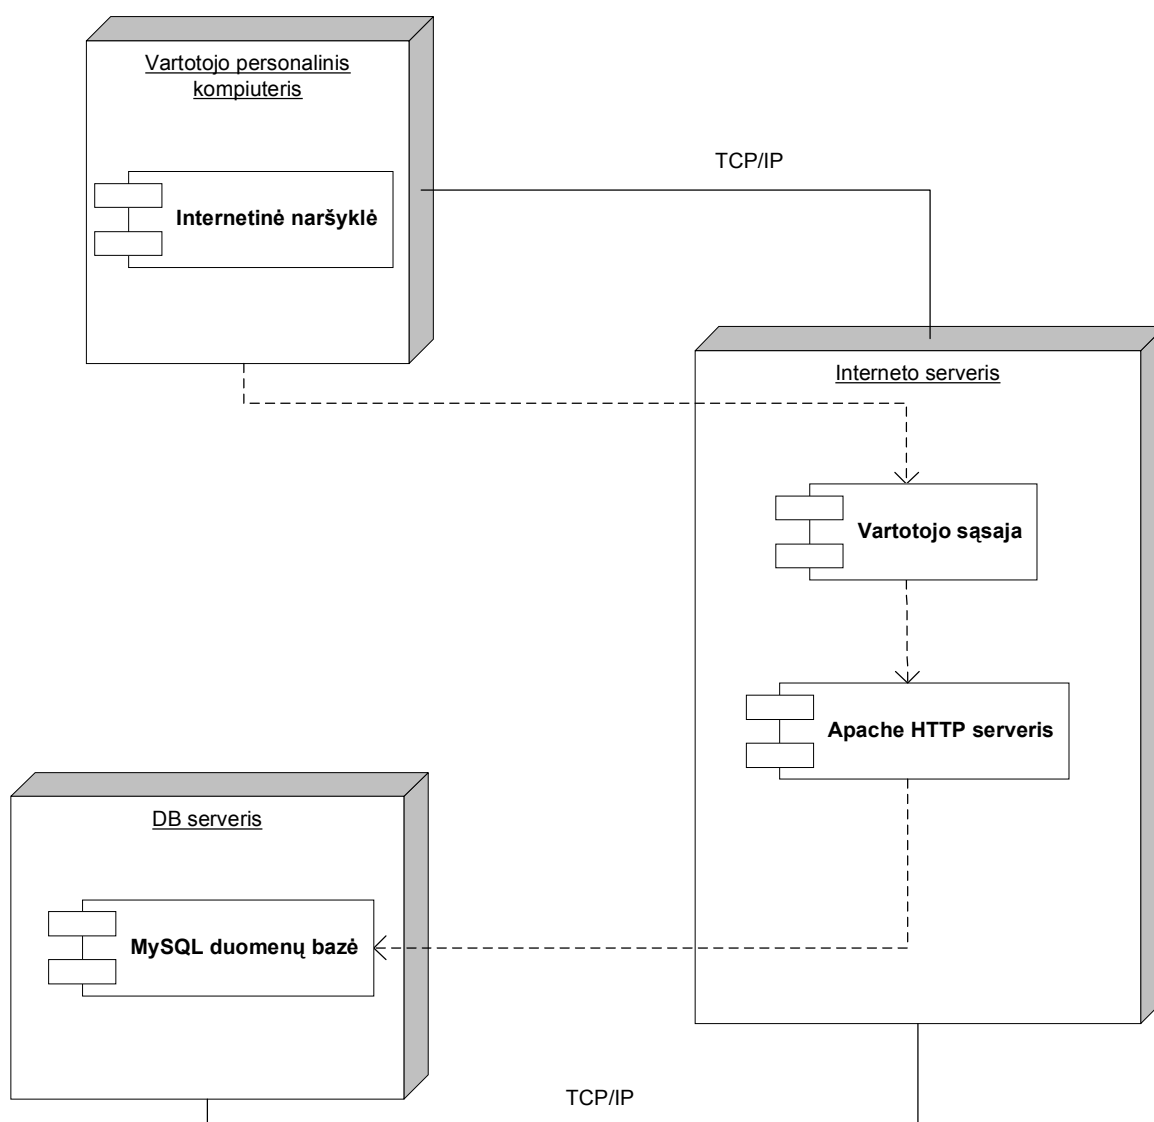 Vartotojo personalinis
kompiuteris
Internetinė naršyklė
TCP/IP
Interneto serveris
Vartotojo sąsaja
Apache HTTP serveris
DB serveris
MySQL duomenų bazė
TCP/IP